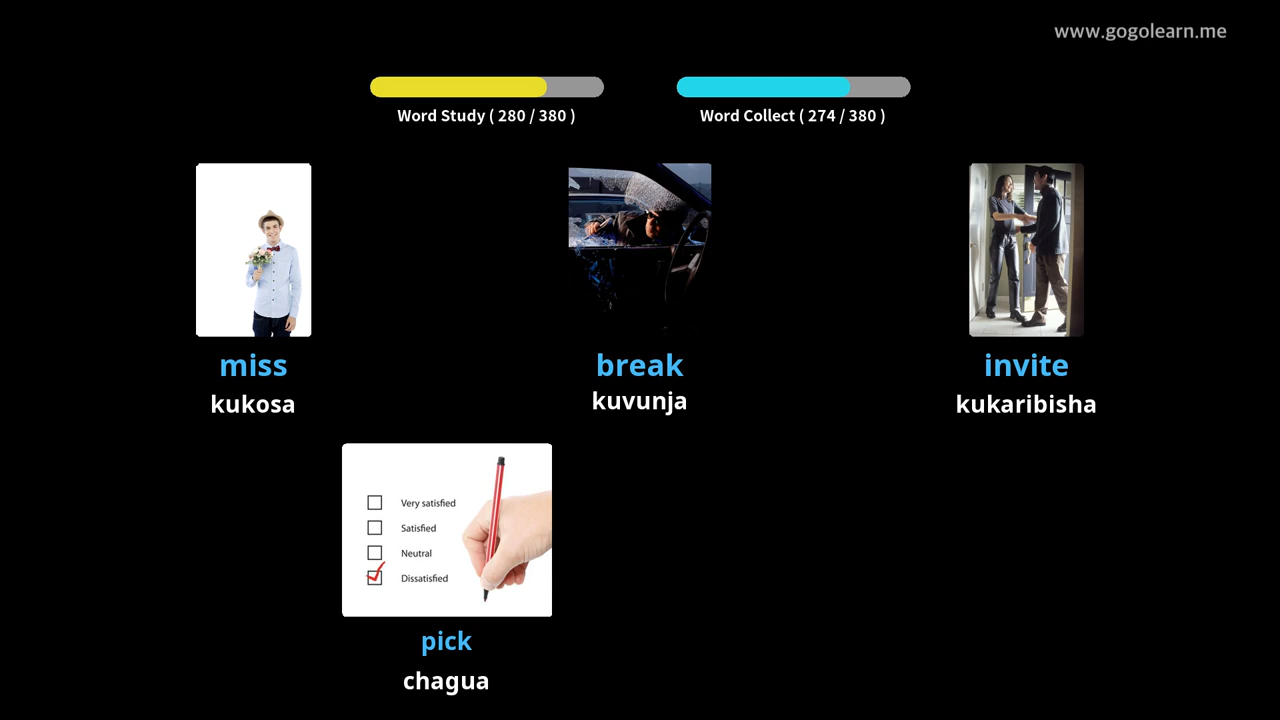 www.gogolearn.me
Word Study ( 280 / 380 )
Word Collect ( 274 / 380 )
miss
kukosa
break
kuvunja
invite
kukaribisha
Very satisfied
Satisfied
Neutral
Dissatisfied
pick
chagua